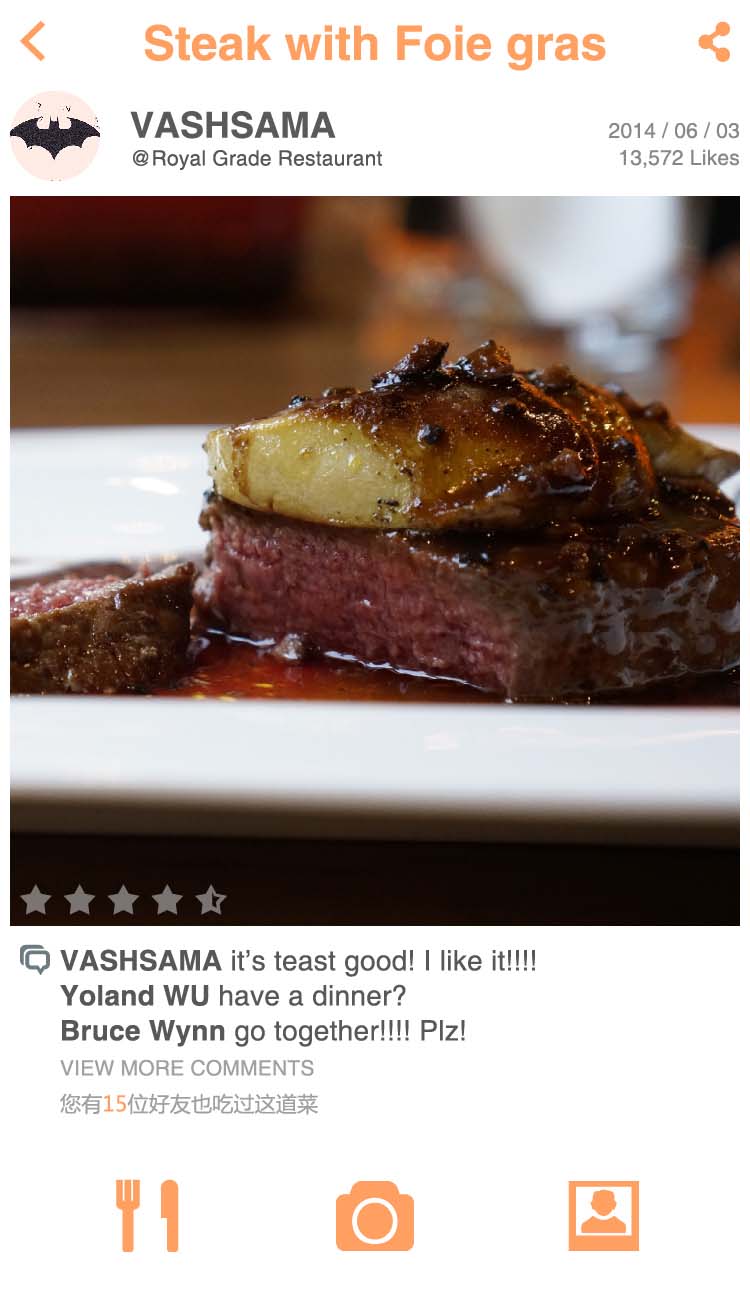 Steak with Foie gras
VASHSAMA
@Royal Grade Restaurant
2014 / 06 / 03
13,572 Likes
VASHSAMA it’s teast good! I like it!!!!
Yoland WU have a dinner?
Bruce Wynn go together!!!! Plz!
VIEW MORE COMMENTS
您有15位好友也吃过这道菜